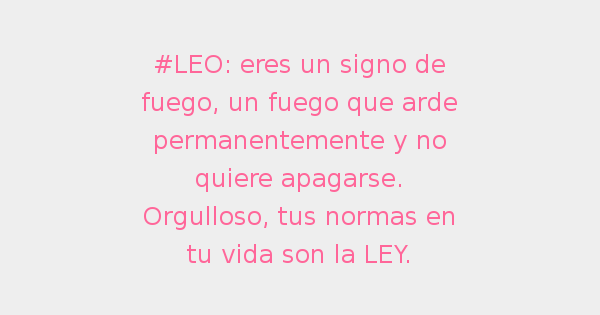 #LEO: eres un signo de
fuego, un fuego que arde
permanentemente y no
quiere apagarse.
Orgulloso, tus normas en
tu vida son la LEY.